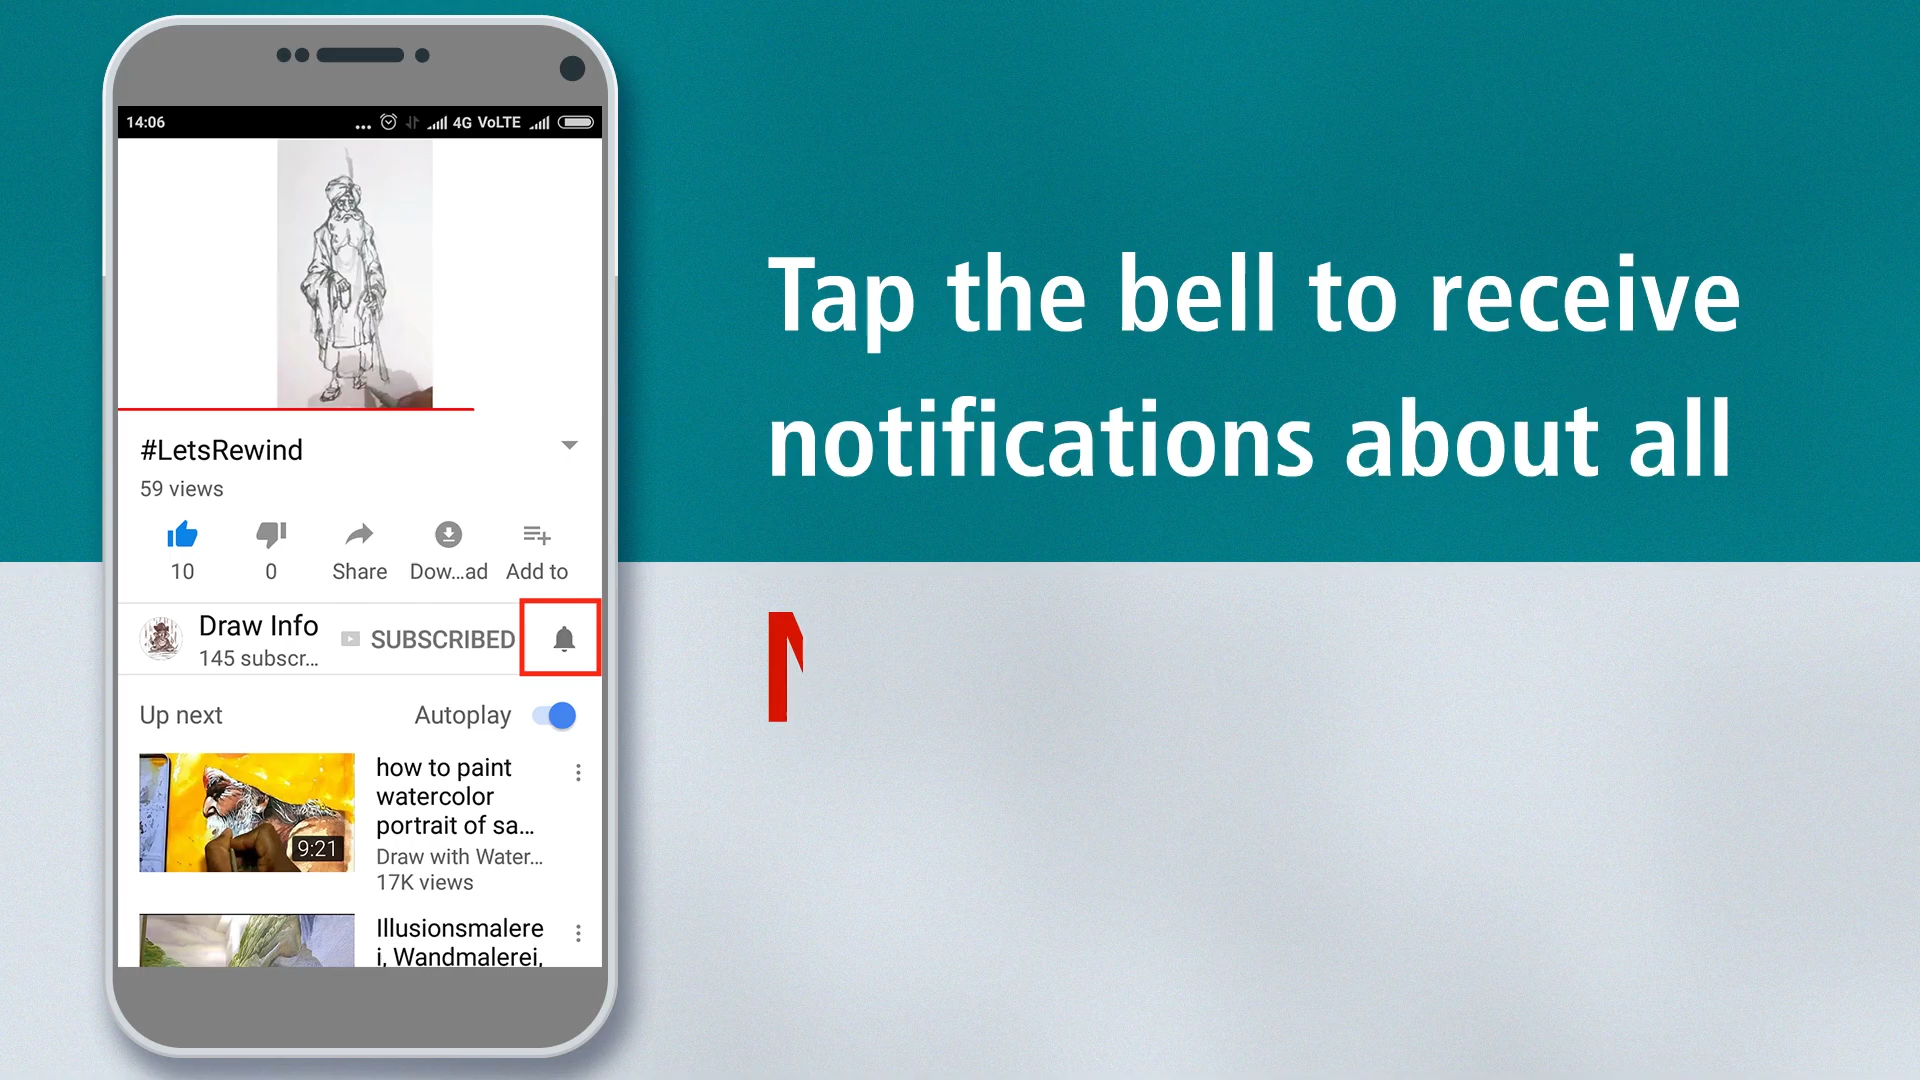 14:06
... 4G VoLTE
#LetsRewind
59 views
10
0
Share
Dow...ad
Add to
Draw Info
145 subscr...
SUBSCRIBED
Up next
Autoplay
how to paint
watercolor
portrait of sa...
9:21
Draw with Water...
17K views
Illusionsmalere
i, Wandmalerei,
Tap the bell to receive
notifications about all